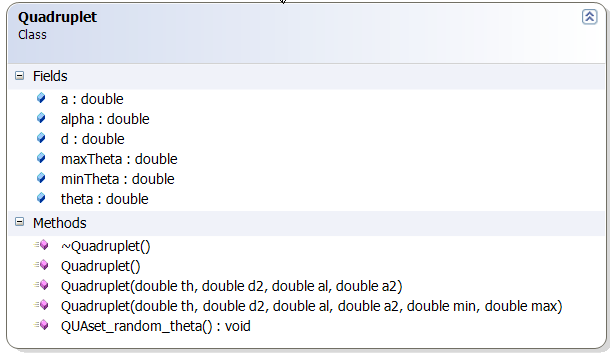 Quadruplet
Class
Fields
a : double
alpha : double
d : double
maxTheta : double
minTheta : double
theta : double
Methods
~Quadruplet()
Quadruplet()
Quadruplet(double th, double d2, double al, double a2)
Quadruplet(double th, double d2, double al, double a2, double min, double max)
QUAset_random_theta() : void